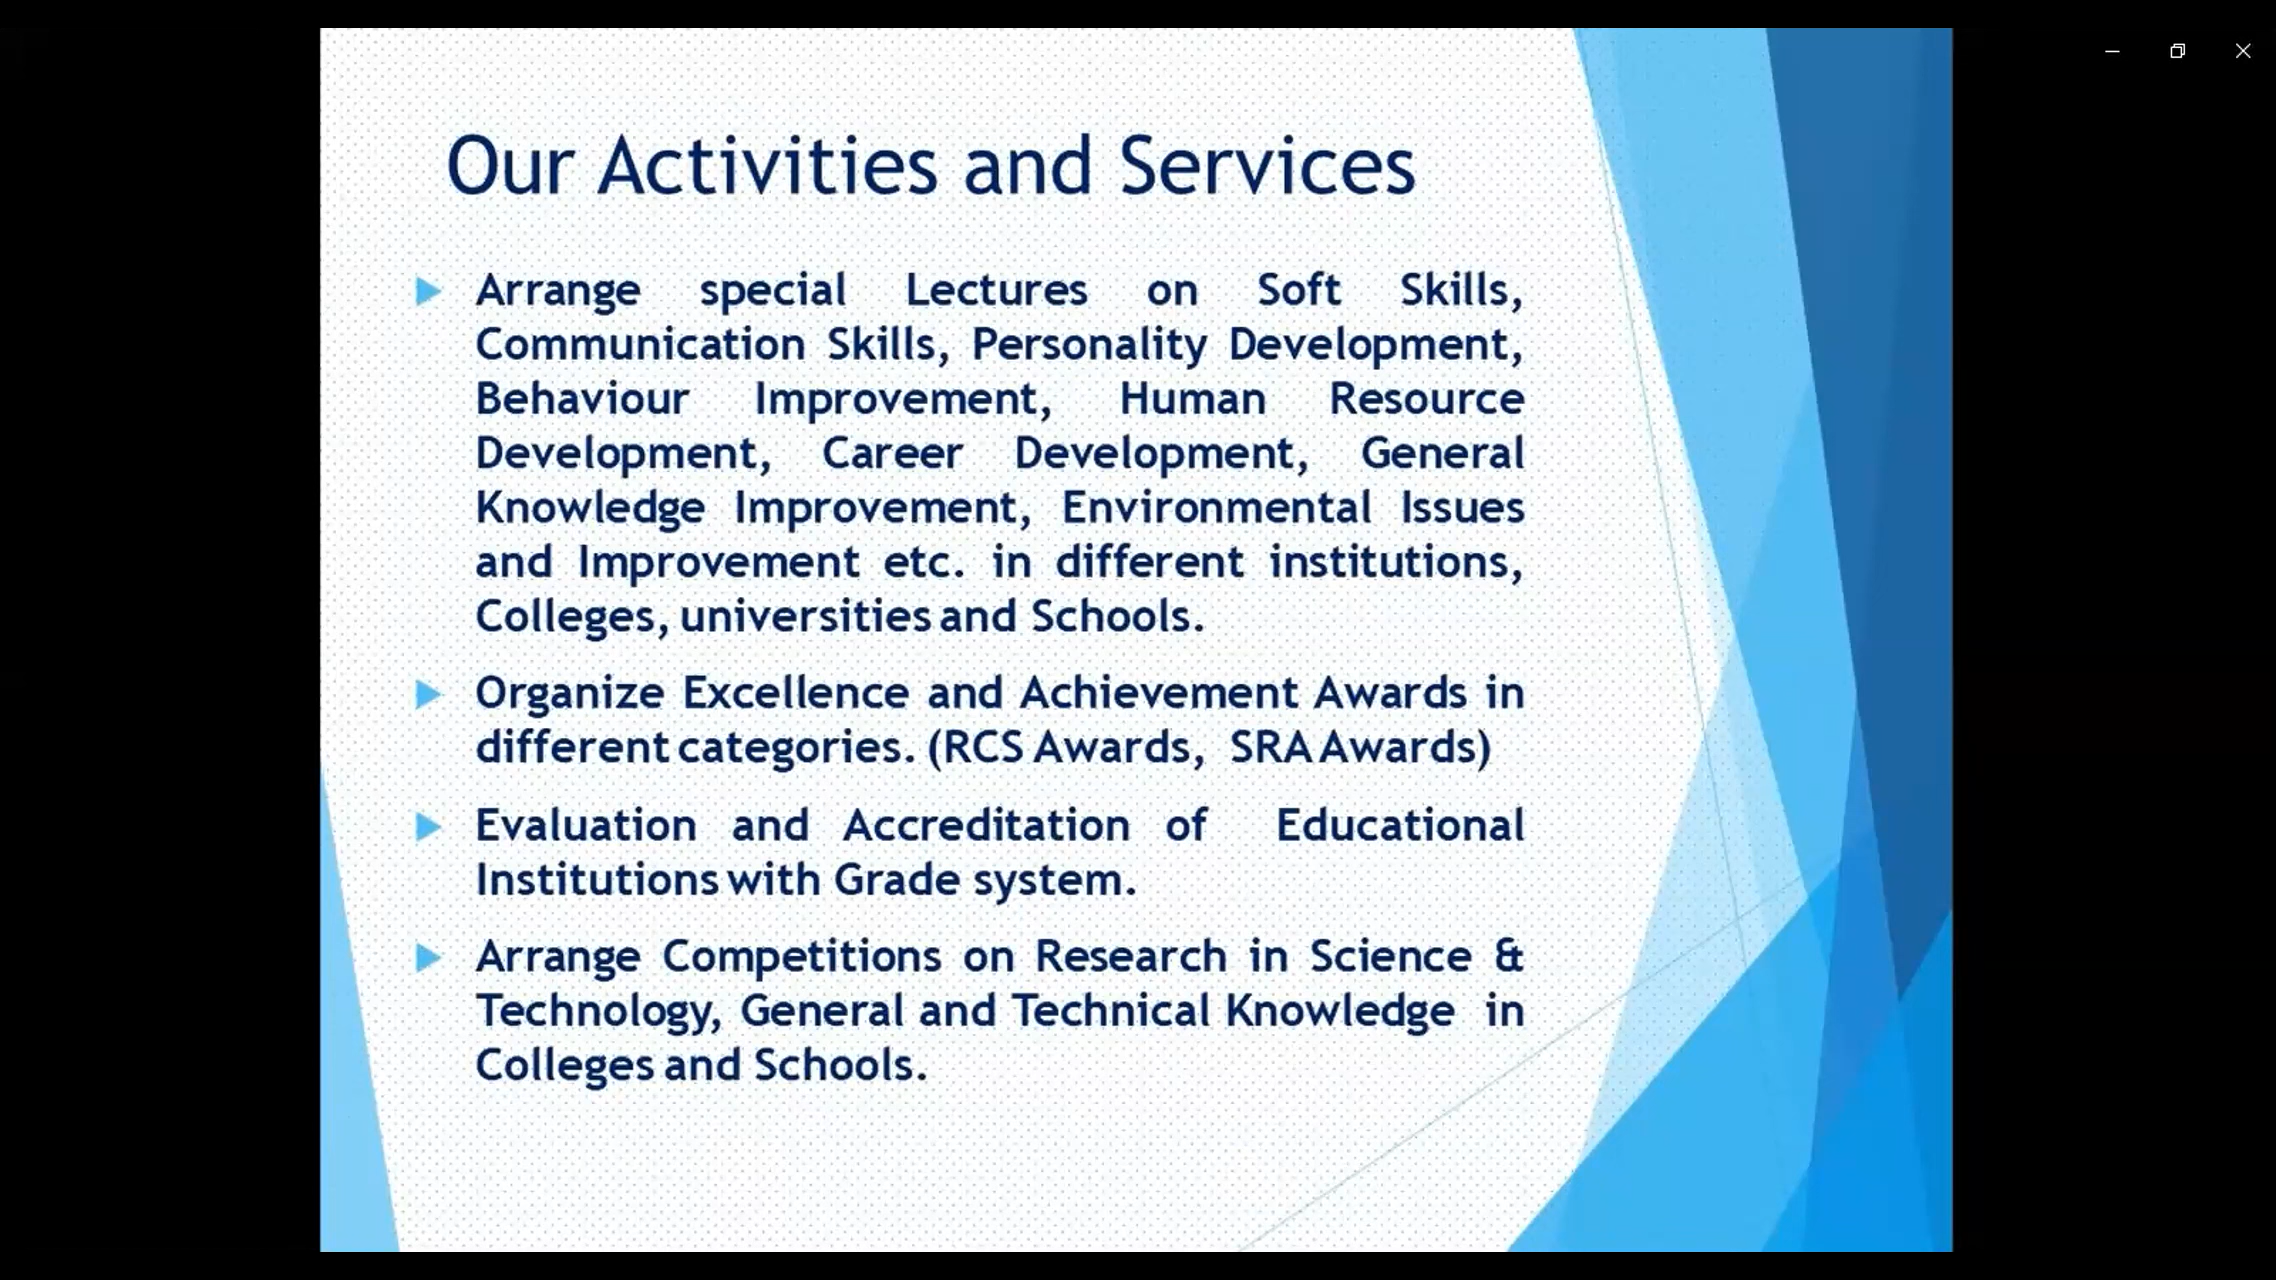 Our Activities and Services
Arrange special Lectures on Soft Skills,
Communication Skills, Personality Development,
Behaviour Improvement, Human Resource
Development, Career Development, General
Knowledge Improvement, Environmental Issues
and Improvement etc. in different institutions,
Colleges, universities and Schools.
Organize Excellence and Achievement Awards in
different categories. (RCS Awards, SRA Awards)
Evaluation and Accreditation of Educational
Institutions with Grade system.
Arrange Competitions on Research in Science &
Technology, General and Technical Knowledge in
Colleges and Schools.